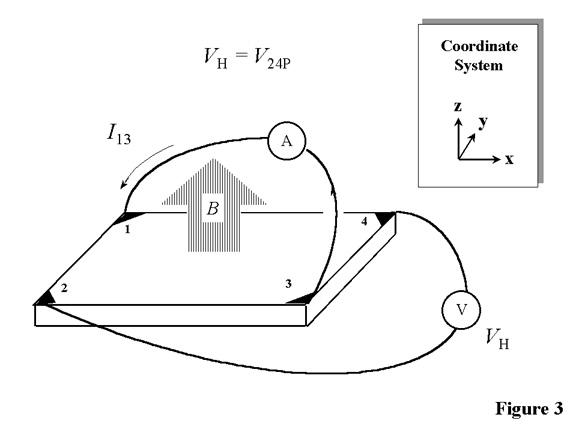 V_H = V_24P
Coordinate
System
z
y
x
I_13
A
B
1
4
2
3
V
V_H
Figure 3